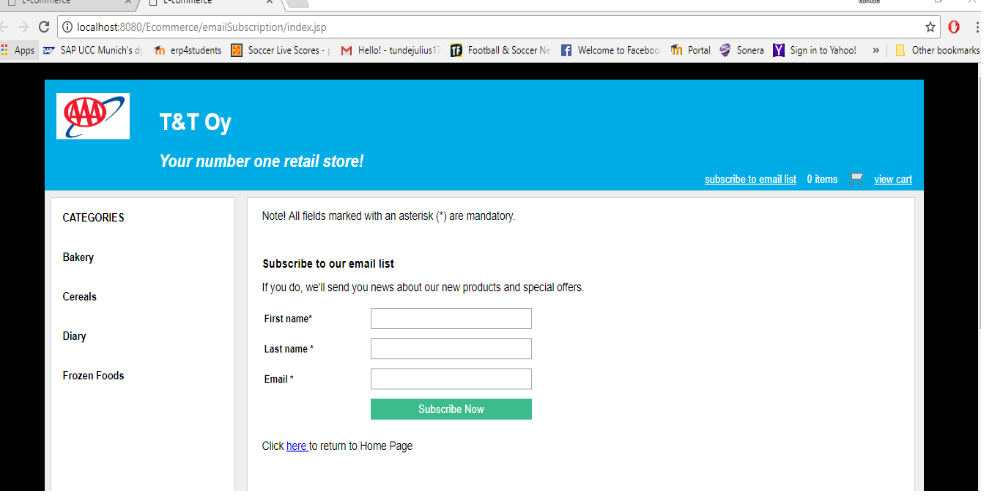 E-commerce
E-commerce
localhost:8080/Ecommerce/emailSubscription/index.jsp
Apps SAP UCC Munich's erp4students Soccer Live Scores - Hello! - tundejulius1 Football & Soccer Ne Welcome to Faceboo Portal Sonera Sign in to Yahoo! » Other bookmarks
AAA
T&T Oy
Your number one retail store!
subscribe to email list 0 items view cart
CATEGORIES
Bakery
Cereals
Diary
Frozen Foods
Note! All fields marked with an asterisk (*) are mandatory.
Subscribe to our email list
If you do, we'll send you news about our new products and special offers.
First name*
Last name *
Email *
Subscribe Now
Click here to return to Home Page